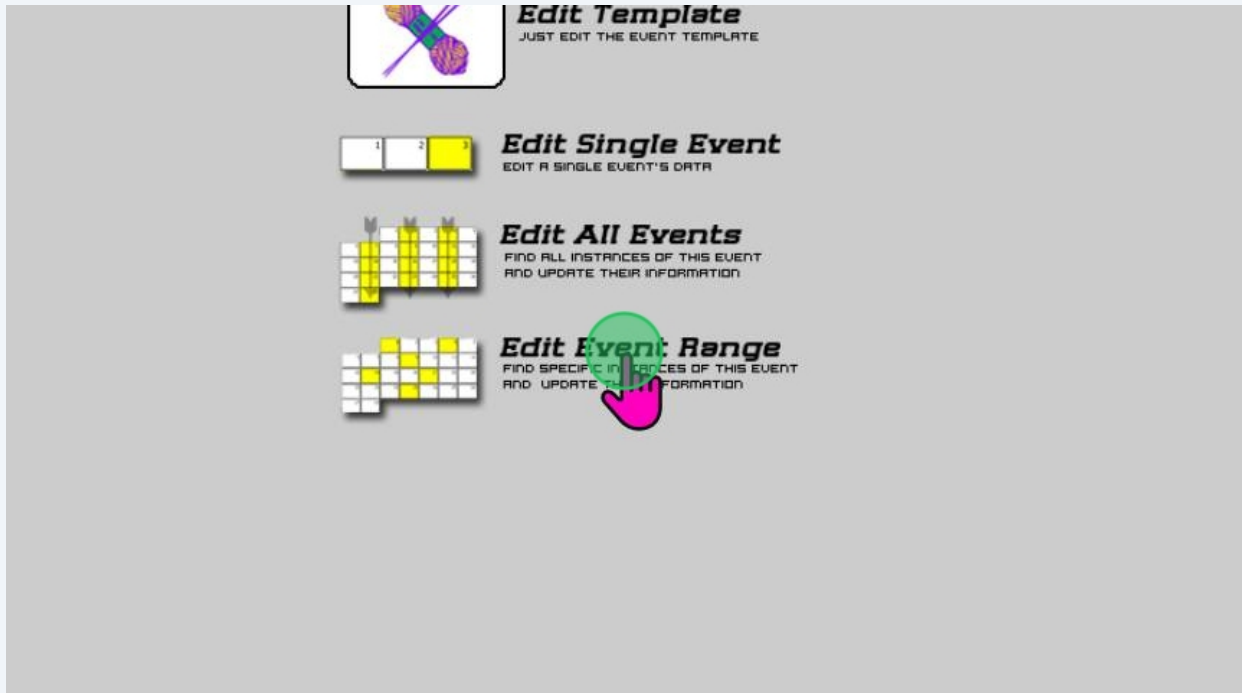 Edit Template
JUST EDIT THE EVENT TEMPLATE
1 2 3
Edit Single Event
EDIT A SINGLE EVENT'S DATA
Edit All Events
FIND ALL INSTANCES OF THIS EVENT
AND UPDATE THEIR INFORMATION
Edit Event Range
FIND SPECIFIC INSTANCES OF THIS EVENT
AND UPDATE